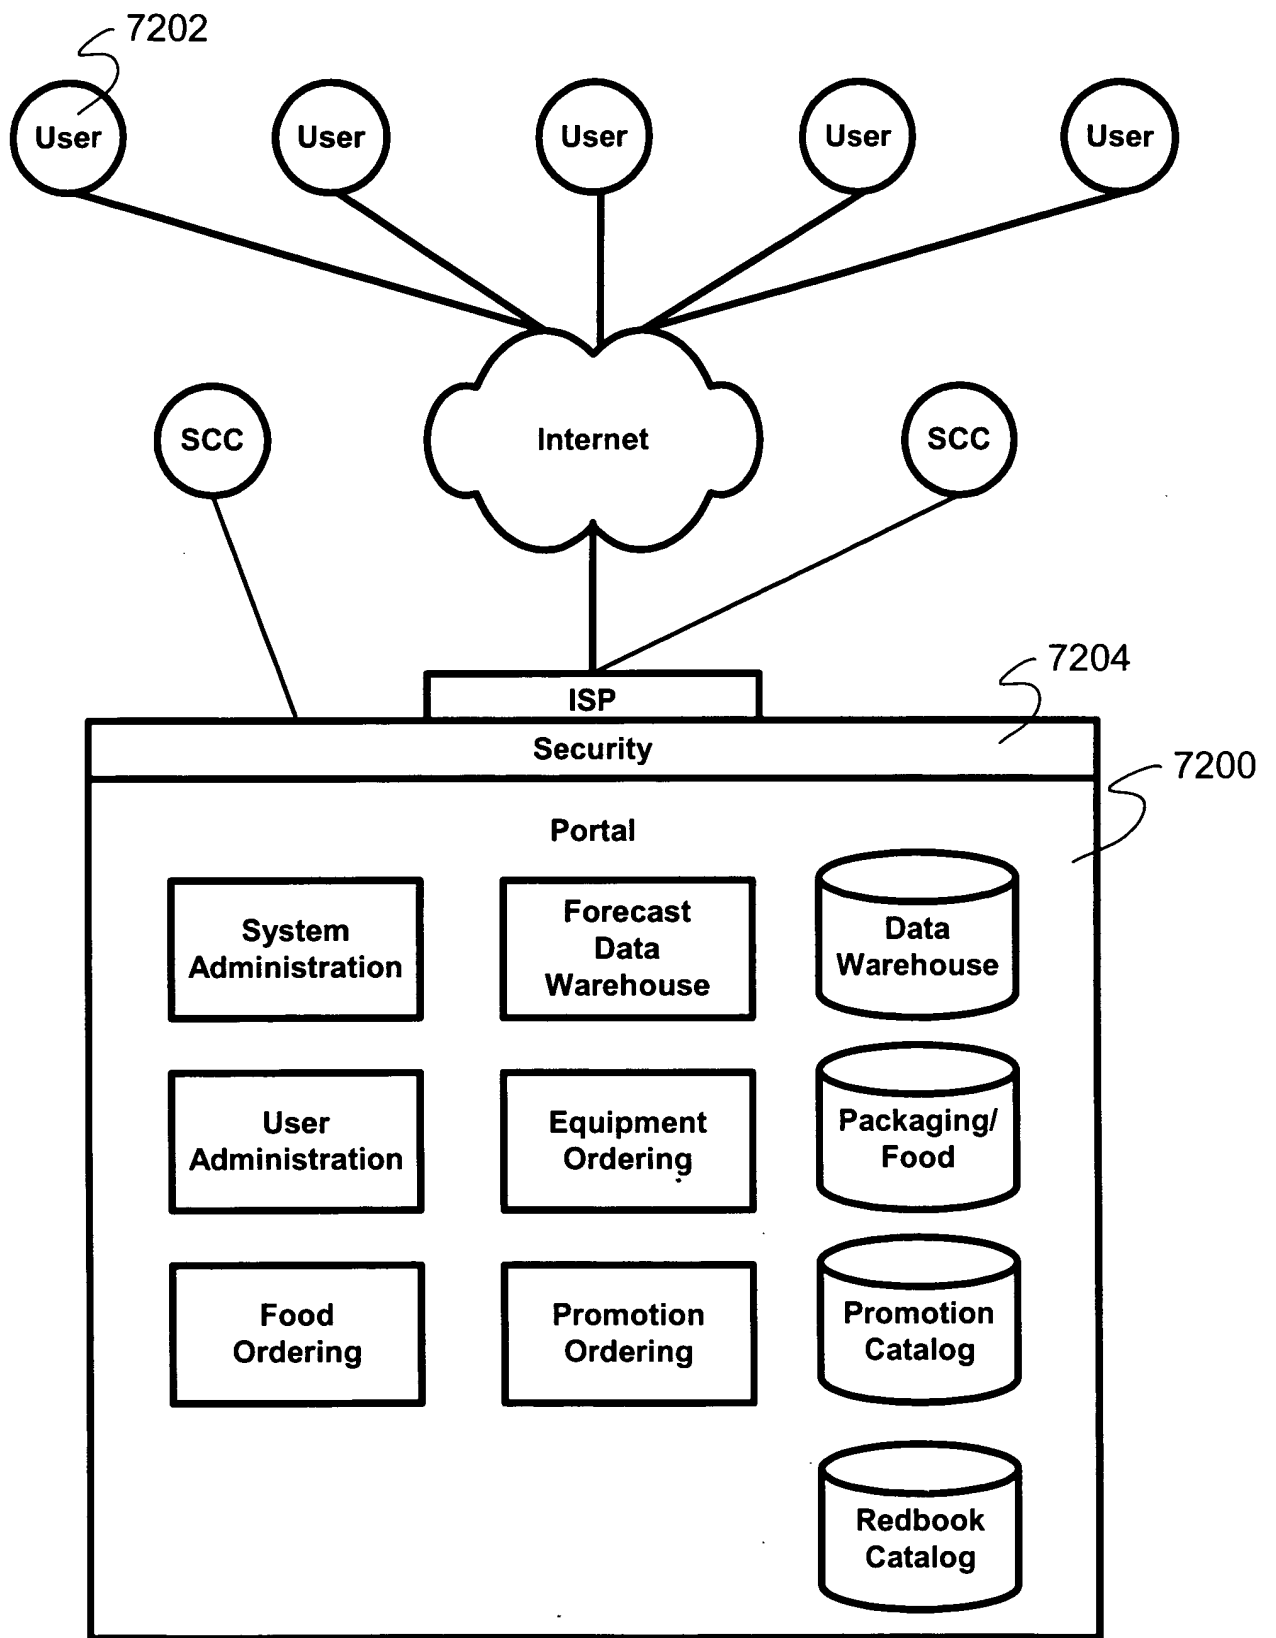 7202
User
User
User
User
User
SCC
Internet
SCC
7204
ISP
Security
7200
Portal
System
Administration
Forecast
Data
Warehouse
Data
Warehouse
User
Administration
Equipment
Ordering
Packaging/
Food
Food
Ordering
Promotion
Ordering
Promotion
Catalog
Redbook
Catalog